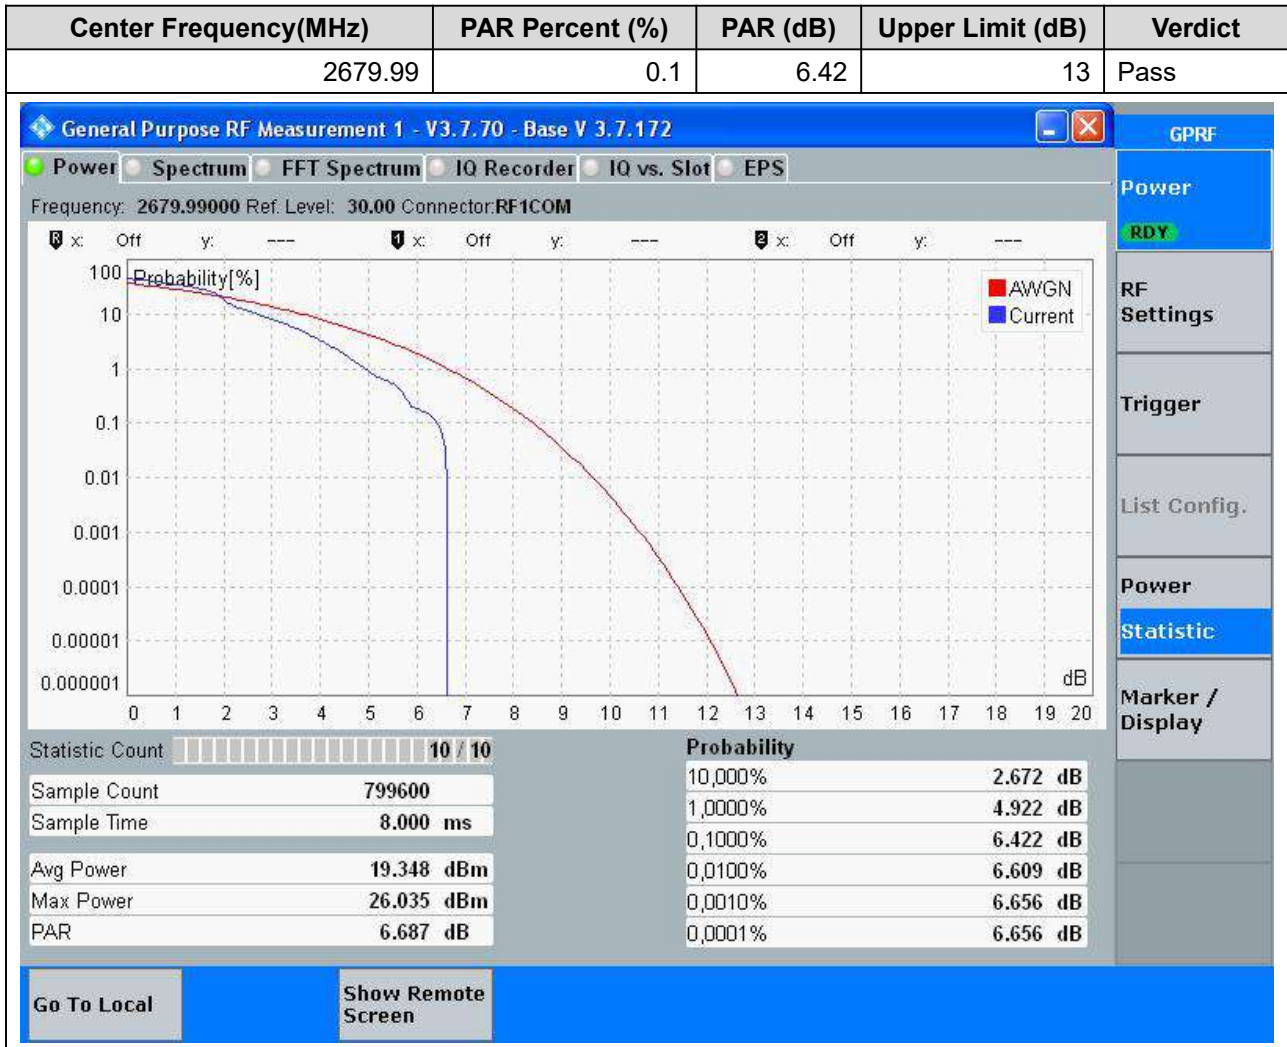 Center Frequency(MHz) PAR Percent (%) PAR (dB) Upper Limit (dB) Verdict
2679.99 0.1 6.42 13 Pass
General Purpose RF Measurement 1 - V3.7.70 - Base V 3.7.172
GPRF
Power Spectrum FFT Spectrum IQ Recorder IQ vs. Slot EPS
Frequency: 2679.99000 Ref. Level: 30.00 Connector:RF1COM
R x: Off y: --- 1 x: Off y: --- 2 x: Off y: ---
Probability[%]
100
10
1
0.1
0.01
0.001
0.0001
0.00001
0.000001
AWGN
Current
dB
0 1 2 3 4 5 6 7 8 9 10 11 12 13 14 15 16 17 18 19 20
Statistic Count 10 / 10
Sample Count 799600
Sample Time 8.000 ms
Avg Power 19.348 dBm
Max Power 26.035 dBm
PAR 6.687 dB
Probability
10,000% 2.672 dB
1,0000% 4.922 dB
0,1000% 6.422 dB
0,0100% 6.609 dB
0,0010% 6.656 dB
0,0001% 6.656 dB
Power
RDY
RF
Settings
Trigger
List Config.
Power
Statistic
Marker /
Display
Go To Local
Show Remote
Screen